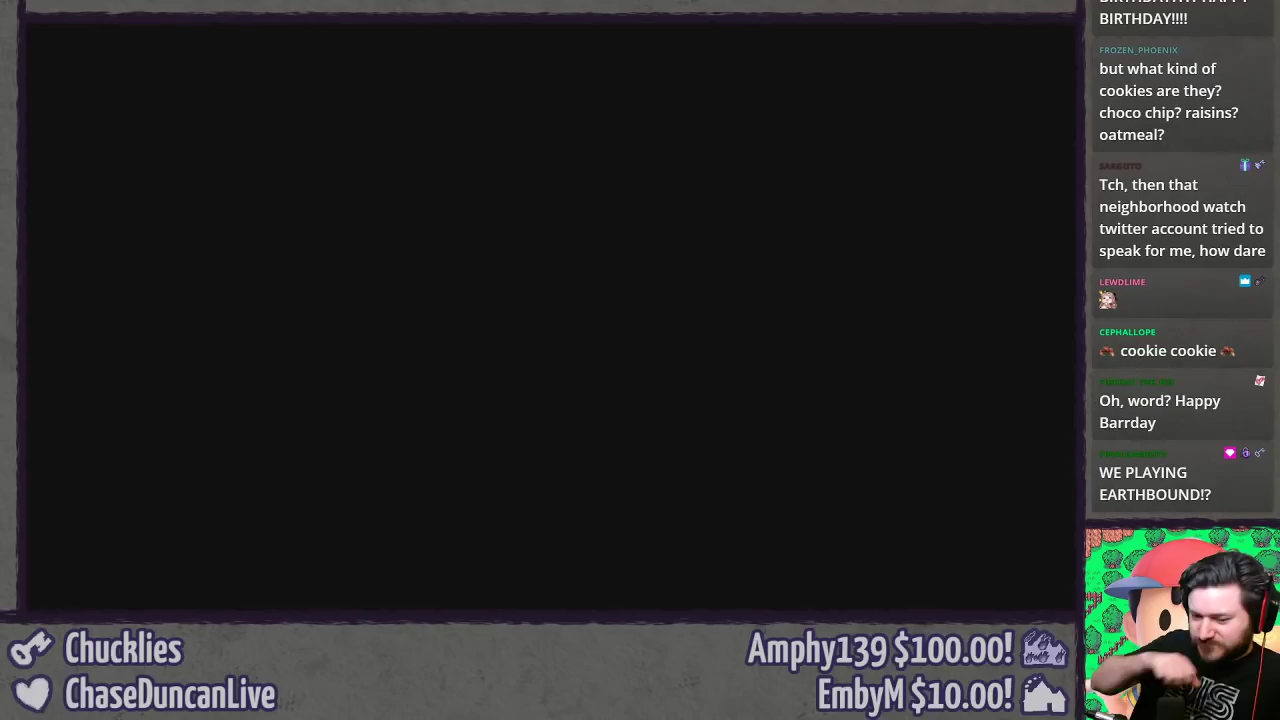 BIRTHDAY!!!!
FROZEN_PHOENIX
but what kind of
cookies are they?
choco chip? raisins?
oatmeal?
Tch, then that
neighborhood watch
twitter account tried to
speak for me, how dare
LEWDLIME
CEPHALLOPE
cookie cookie
Oh, word? Happy
Barrday
WE PLAYING
EARTHBOUND!?
Chucklies
ChaseDuncanLive
Amphy139 $100.00!
EmbyM $10.00!